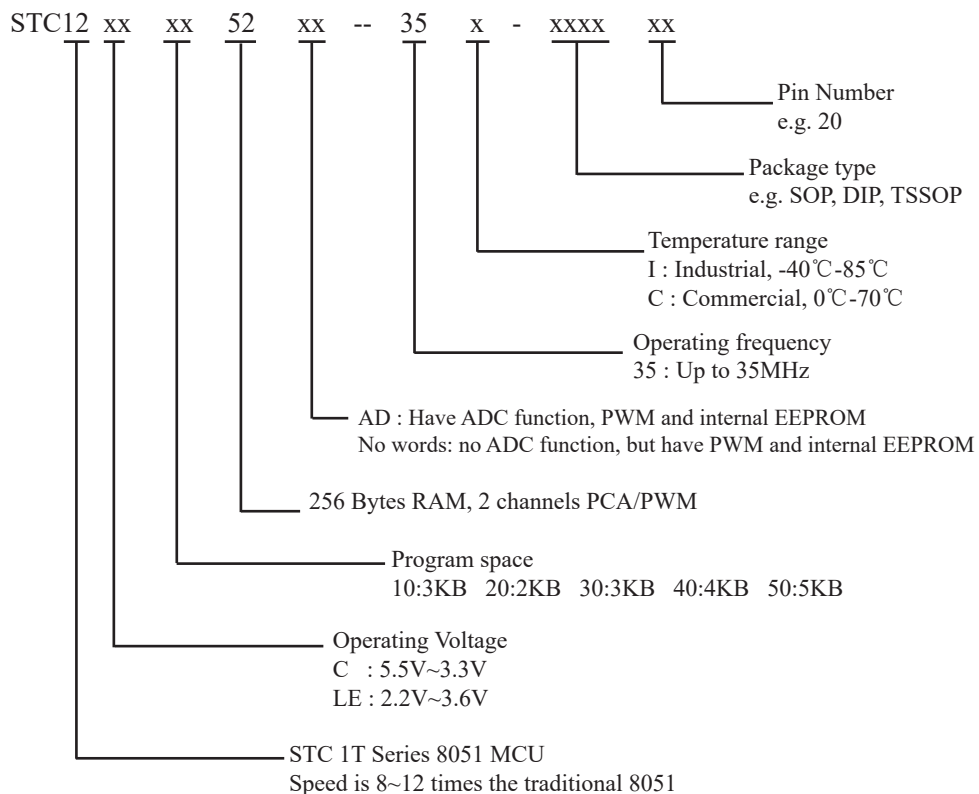 STC12 xx xx 52 xx -- 35 x - xxxx xx
Pin Number
e.g. 20
Package type
e.g. SOP, DIP, TSSOP
Temperature range
I : Industrial, -40℃-85℃
C : Commercial, 0℃-70℃
Operating frequency
35 : Up to 35MHz
AD : Have ADC function, PWM and internal EEPROM
No words: no ADC function, but have PWM and internal EEPROM
256 Bytes RAM, 2 channels PCA/PWM
Program space
10:3KB 20:2KB 30:3KB 40:4KB 50:5KB
Operating Voltage
C : 5.5V~3.3V
LE : 2.2V~3.6V
STC 1T Series 8051 MCU
Speed is 8~12 times the traditional 8051